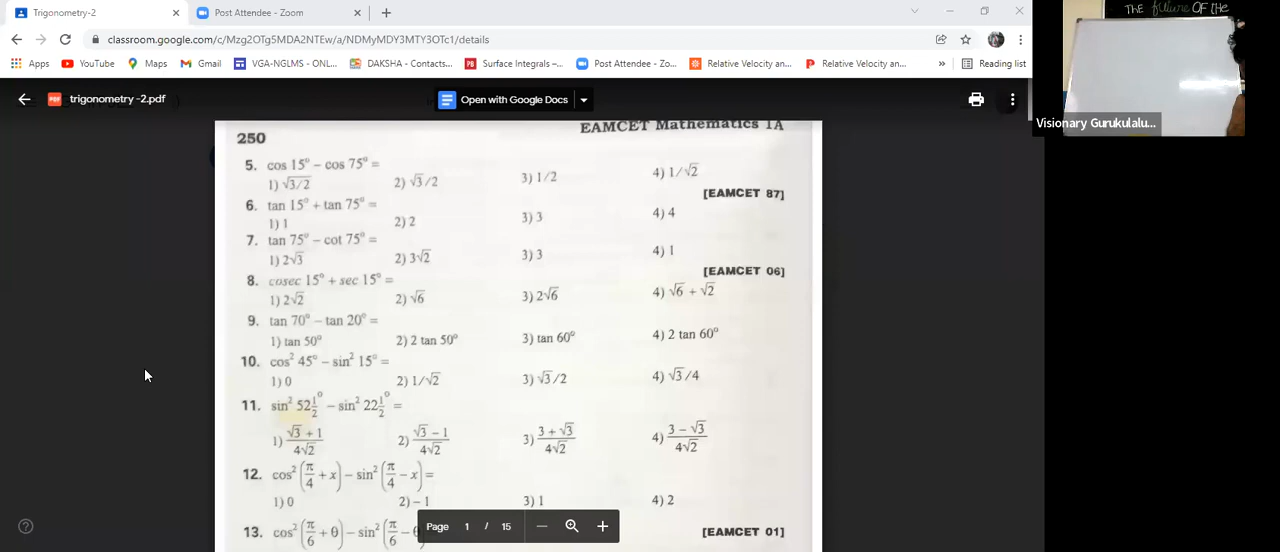 Trigonometry-2
Post Attendee - Zoom
classroom.google.com/c/Mzg2OTg5MDA2NTEw/a/NDMyMDY3MTY3OTc1/details
Apps YouTube Maps Gmail VGA-NGLMS - ONL... DAKSHA - Contacts... Surface Integrals –... Post Attendee - Zo... Relative Velocity an... Relative Velocity an... » Reading list
THE future OF the
Visionary Gurukulalu...
PDF trigonometry -2.pdf
Open with Google Docs
250 EAMCET Mathematics 1A
5. cos 15° − cos 75° =
1) √3/2 2) √3/2 3) 1/2 4) 1/√2
[EAMCET 87]
6. tan 15° + tan 75° =
1) 1 2) 2 3) 3 4) 4
7. tan 75° − cot 75° =
1) 2√3 2) 3√2 3) 3 4) 1
[EAMCET 06]
8. cosec 15° + sec 15° =
1) 2√2 2) √6 3) 2√6 4) √6 + √2
9. tan 70° − tan 20° =
1) tan 50° 2) 2 tan 50° 3) tan 60° 4) 2 tan 60°
10. cos² 45° − sin² 15° =
1) 0 2) 1/√2 3) √3/2 4) √3/4
11. sin² 52½° − sin² 22½° =
1) (√3 + 1)/(4√2) 2) (√3 − 1)/(4√2) 3) (3 + √3)/(4√2) 4) (3 − √3)/(4√2)
12. cos² (π/4 + x) − sin² (π/4 − x) =
1) 0 2) − 1 3) 1 4) 2
13. cos² (π/6 + θ) − sin² (π/6 − θ [EAMCET 01]
Page 1 / 15